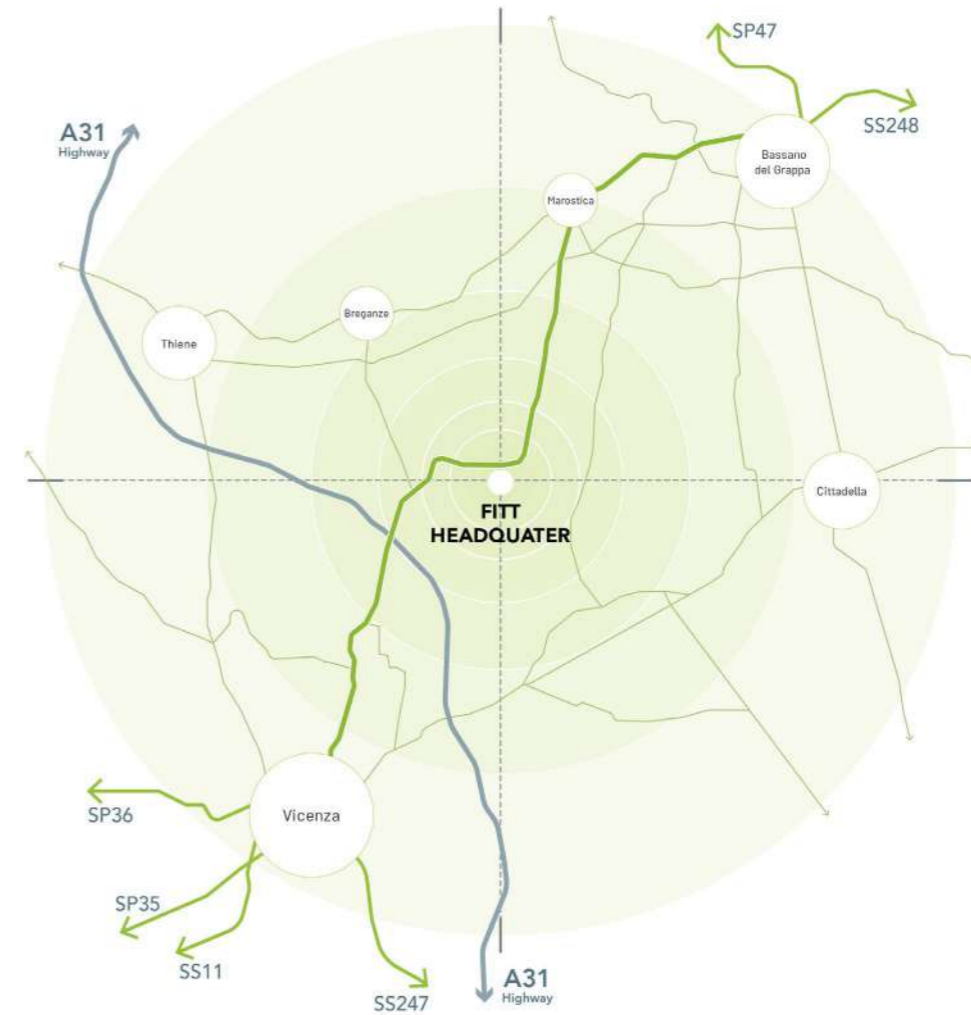 SP47
A31
Highway
SS248
Bassano
del Grappa
Marostica
Breganze
Thiene
Cittadella
FITT
HEADQUATER
SP36
Vicenza
SP35
SS11
SS247
A31
Highway